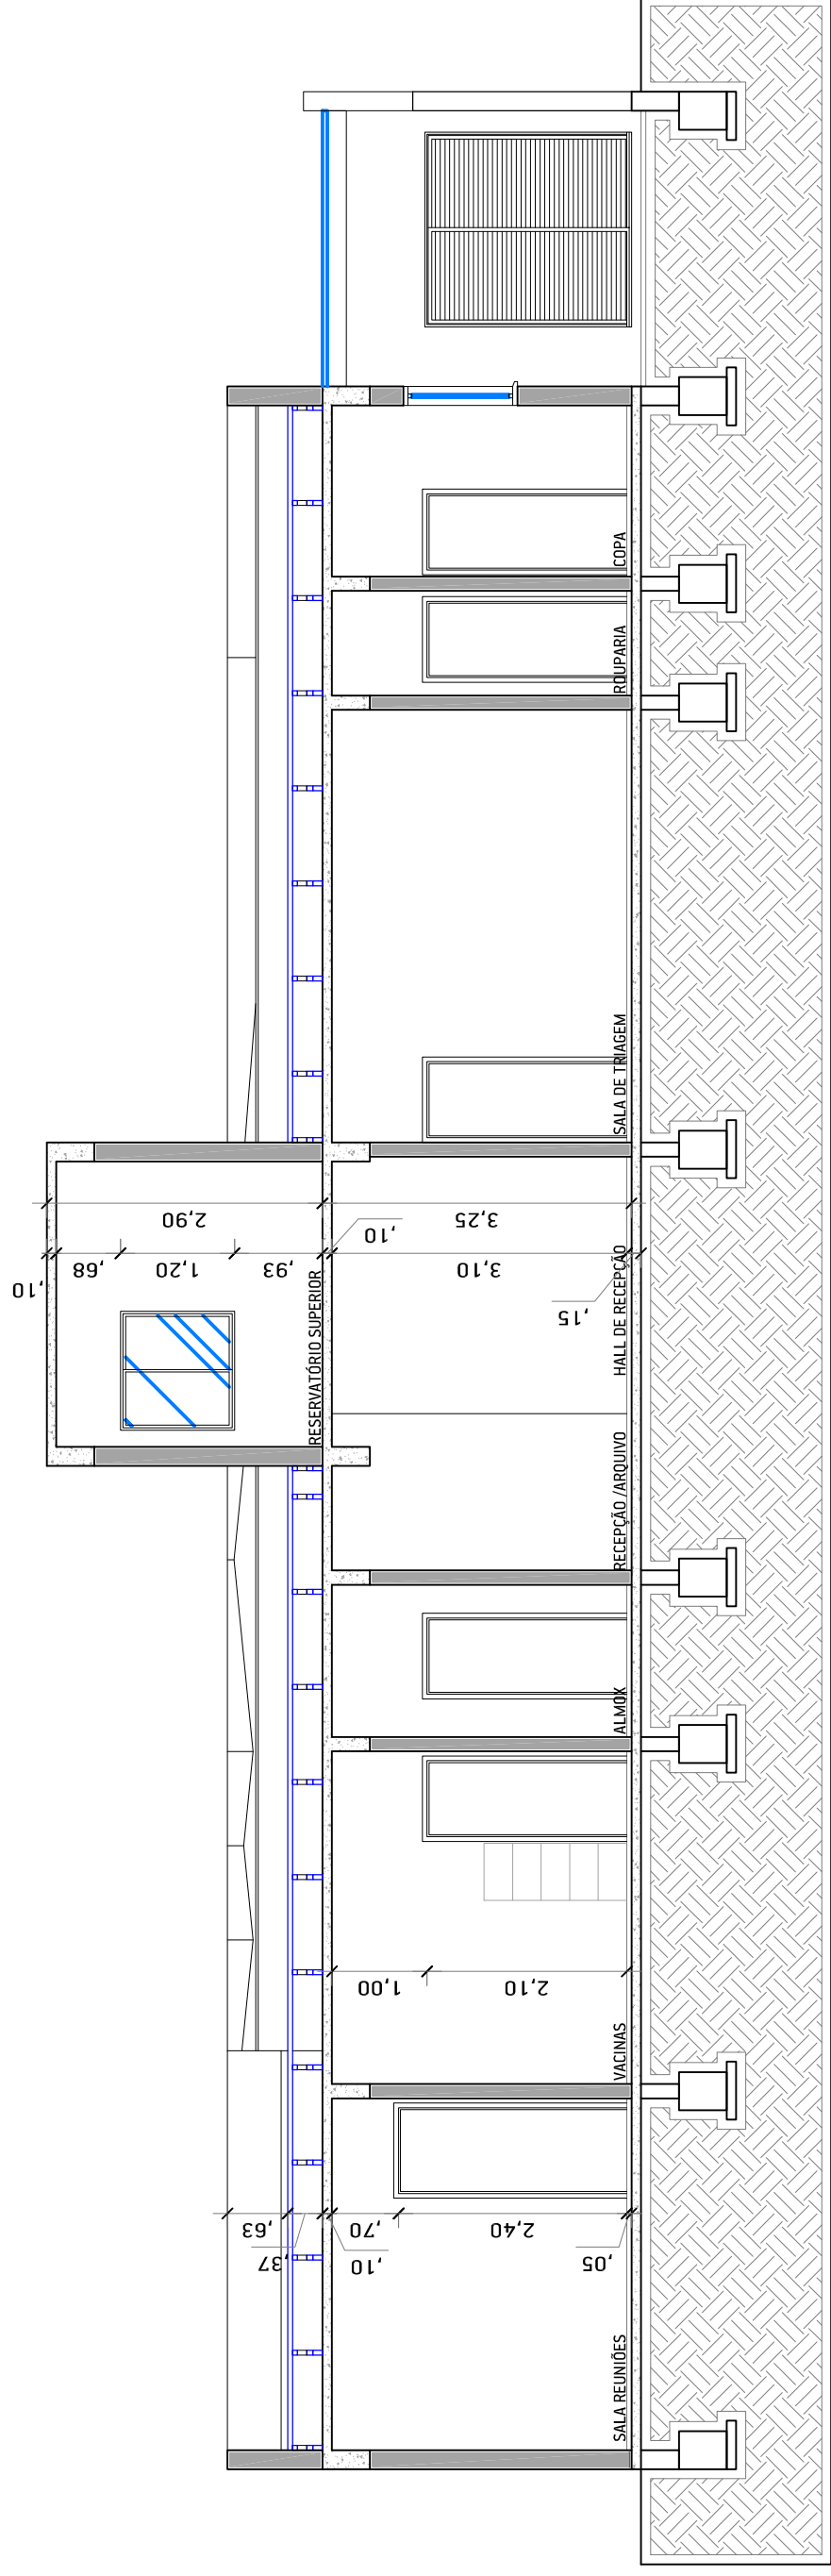 ,10
,68
1,20
,93
2,90
,10
3,25
3,10
,15
RESERVATÓRIO SUPERIOR
SALA REUNIÕES
VACINAS
ALMOX
RECEPÇÃO /ARQUIVO
HALL DE RECEPÇÃO
SALA DE TRIAGEM
ROUPARIA
COPA
1,00
2,10
,63
,37
,10
,70
2,40
,05